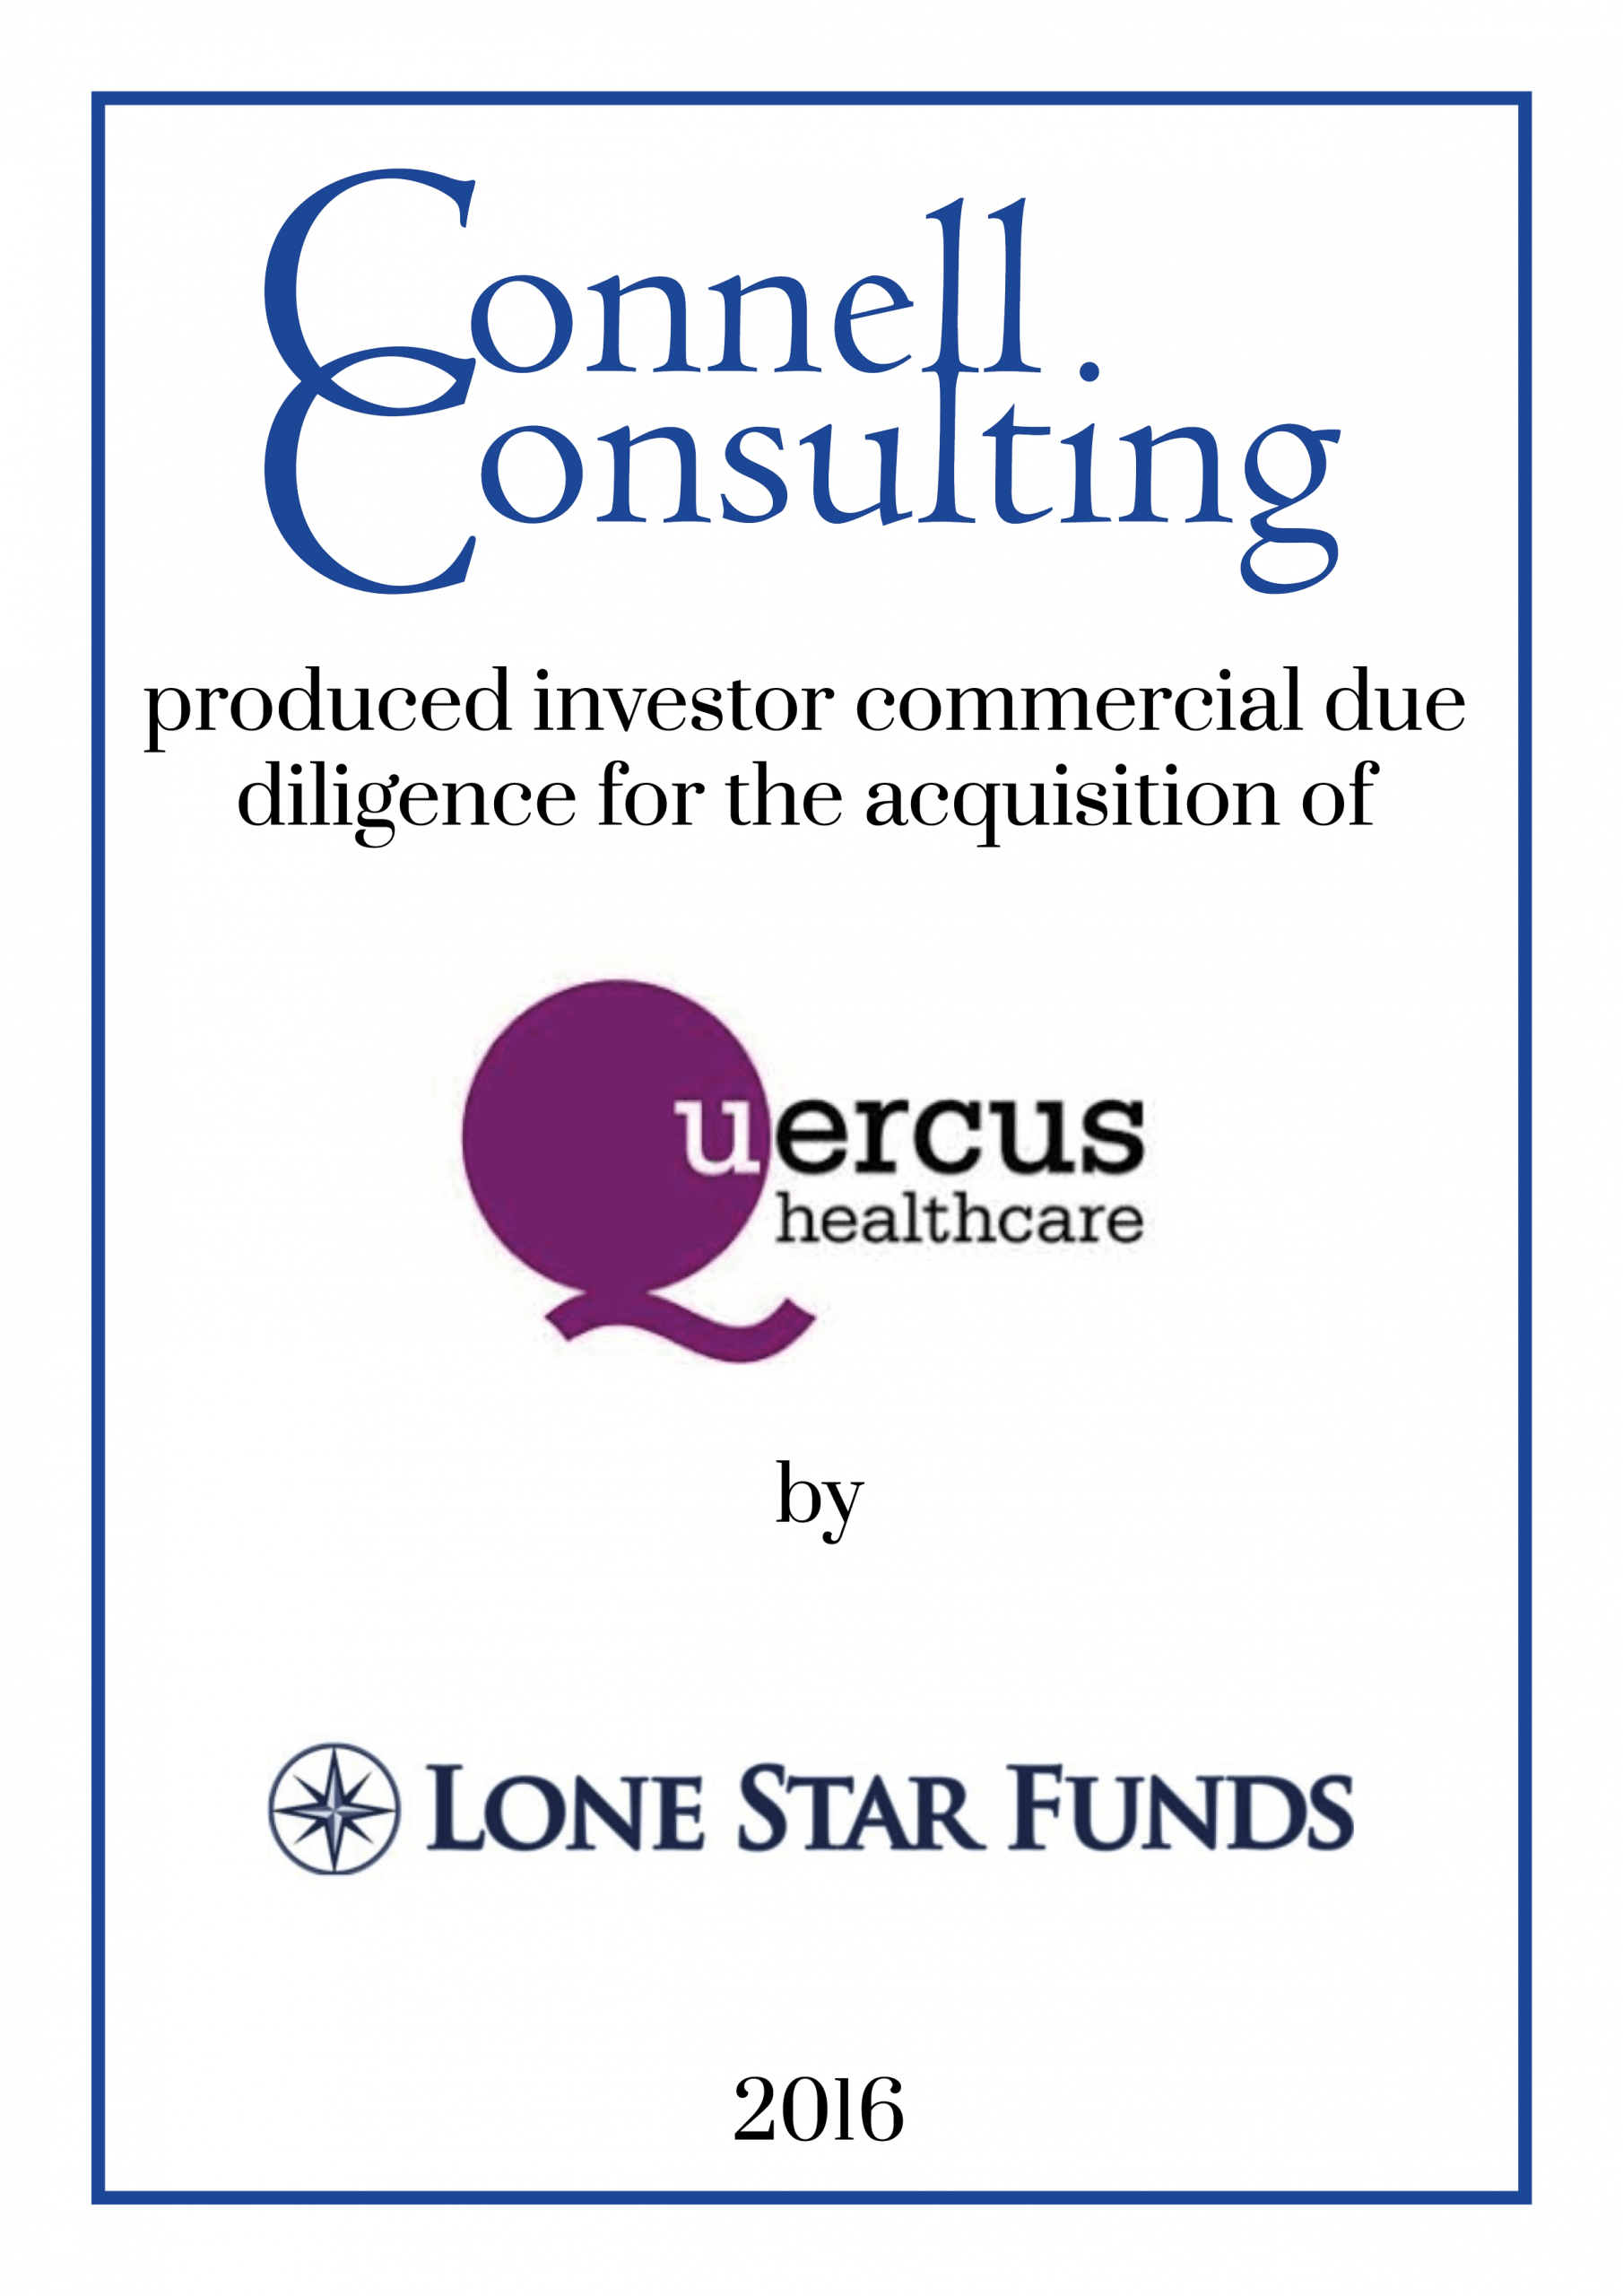 Connell
Consulting
produced investor commercial due
diligence for the acquisition of
Quercus
healthcare
by
LONE STAR FUNDS
2016